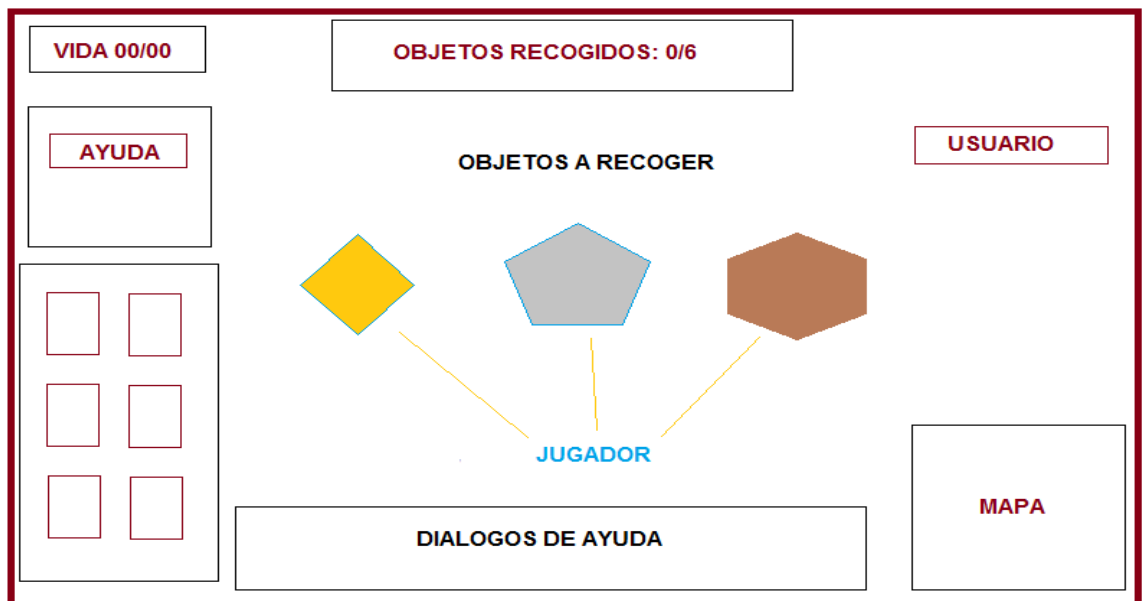 VIDA 00/00
OBJETOS RECOGIDOS: 0/6
AYUDA
OBJETOS A RECOGER
USUARIO
JUGADOR
MAPA
DIALOGOS DE AYUDA